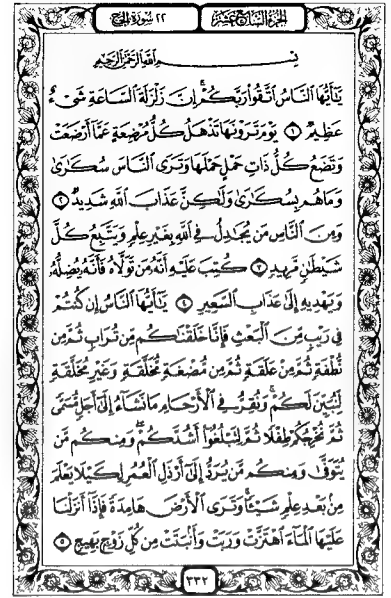 الجزء السابع عشر
٢٢ سورة الحج
بِسْمِ اللَّهِ الرَّحْمَٰنِ الرَّحِيمِ
يَٰٓأَيُّهَا ٱلنَّاسُ ٱتَّقُوا۟ رَبَّكُمْ ۚ إِنَّ زَلْزَلَةَ ٱلسَّاعَةِ شَىْءٌ
عَظِيمٌ ١ يَوْمَ تَرَوْنَهَا تَذْهَلُ كُلُّ مُرْضِعَةٍ عَمَّآ أَرْضَعَتْ
وَتَضَعُ كُلُّ ذَاتِ حَمْلٍ حَمْلَهَا وَتَرَى ٱلنَّاسَ سُكَٰرَىٰ
وَمَا هُم بِسُكَٰرَىٰ وَلَٰكِنَّ عَذَابَ ٱللَّهِ شَدِيدٌ ٢
وَمِنَ ٱلنَّاسِ مَن يُجَٰدِلُ فِى ٱللَّهِ بِغَيْرِ عِلْمٍ وَيَتَّبِعُ كُلَّ
شَيْطَٰنٍ مَّرِيدٍ ٣ كُتِبَ عَلَيْهِ أَنَّهُۥ مَن تَوَلَّاهُ فَأَنَّهُۥ يُضِلُّهُۥ
وَيَهْدِيهِ إِلَىٰ عَذَابِ ٱلسَّعِيرِ ٤ يَٰٓأَيُّهَا ٱلنَّاسُ إِن كُنتُمْ
فِى رَيْبٍ مِّنَ ٱلْبَعْثِ فَإِنَّا خَلَقْنَٰكُم مِّن تُرَابٍ ثُمَّ مِن
نُّطْفَةٍ ثُمَّ مِنْ عَلَقَةٍ ثُمَّ مِن مُّضْغَةٍ مُّخَلَّقَةٍ وَغَيْرِ مُخَلَّقَةٍ
لِّنُبَيِّنَ لَكُمْ ۚ وَنُقِرُّ فِى ٱلْأَرْحَامِ مَا نَشَآءُ إِلَىٰٓ أَجَلٍ مُّسَمًّى
ثُمَّ نُخْرِجُكُمْ طِفْلًا ثُمَّ لِتَبْلُغُوٓا۟ أَشُدَّكُمْ ۖ وَمِنكُم مَّن
يُتَوَفَّىٰ وَمِنكُم مَّن يُرَدُّ إِلَىٰٓ أَرْذَلِ ٱلْعُمُرِ لِكَيْلَا يَعْلَمَ
مِنۢ بَعْدِ عِلْمٍ شَيْـًٔا ۚ وَتَرَى ٱلْأَرْضَ هَامِدَةً فَإِذَآ أَنزَلْنَا
عَلَيْهَا ٱلْمَآءَ ٱهْتَزَّتْ وَرَبَتْ وَأَنۢبَتَتْ مِن كُلِّ زَوْجٍۭ بَهِيجٍ ٥
٣٣٢